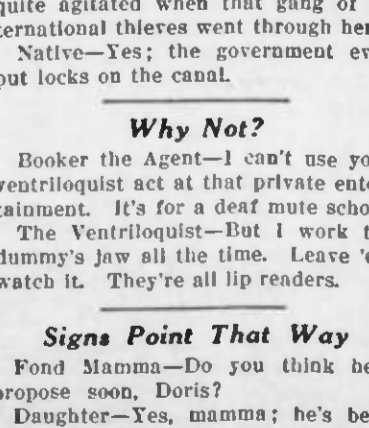 quite agitated when that gang of
ternational thieves went through her
Native—Yes; the government ev
put locks on the canal.
Why Not?
Booker the Agent—I can't use yo
ventriloquist act at that private ente
tainment. It's for a deaf mute scho
The Ventriloquist—But I work t
dummy's jaw all the time. Leave 'e
watch it. They're all lip readers.
Signs Point That Way
Fond Mamma—Do you think he
propose soon, Doris?
Daughter—Yes, mamma; he's be